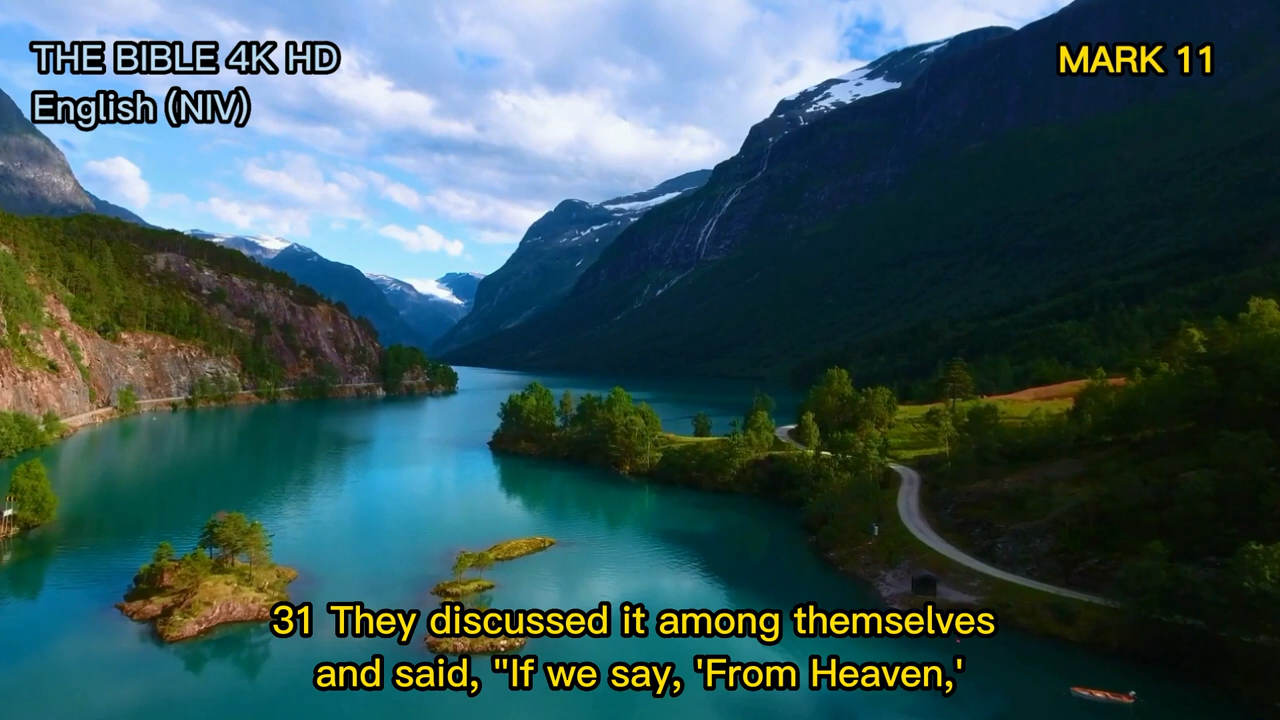 THE BIBLE 4K HD
English (NIV)
MARK 11
31 They discussed it among themselves
and said, "If we say, 'From Heaven,'